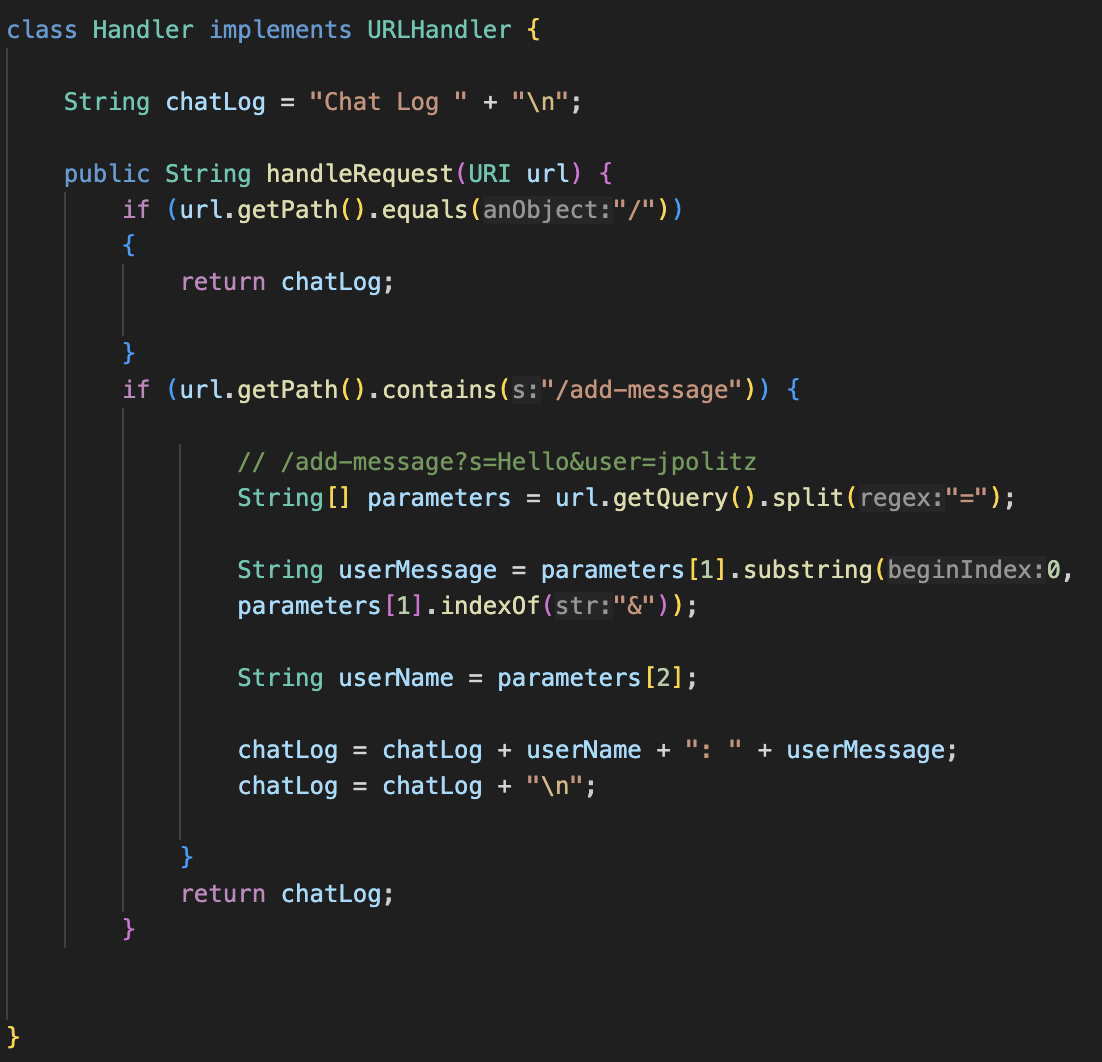 class Handler implements URLHandler {
String chatLog = "Chat Log " + "\n";
public String handleRequest(URI url) {
if (url.getPath().equals(anObject:"/"))
{
return chatLog;
}
if (url.getPath().contains(s:"/add-message")) {
// /add-message?s=Hello&user=jpolitz
String[] parameters = url.getQuery().split(regex:"=");
String userMessage = parameters[1].substring(beginIndex:0,
parameters[1].indexOf(str:"&"));
String userName = parameters[2];
chatLog = chatLog + userName + ": " + userMessage;
chatLog = chatLog + "\n";
}
return chatLog;
}
}